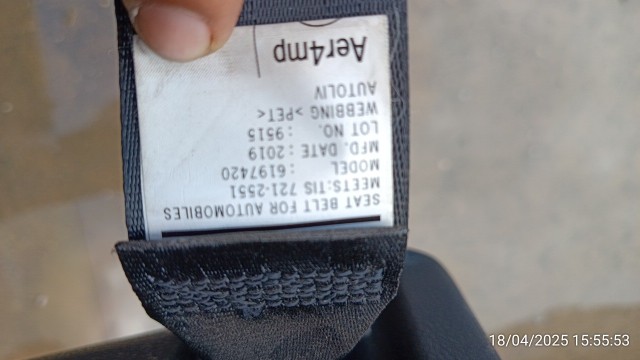 SEAT BELT FOR AUTOMOBILES
MEETS:TIS 721-2551
MODEL : 6197420
MFD. DATE : 2019
LOT NO. : 9515
WEBBING >PET<
AUTOLIV
Aer4mp
18/04/2025 15:55:53